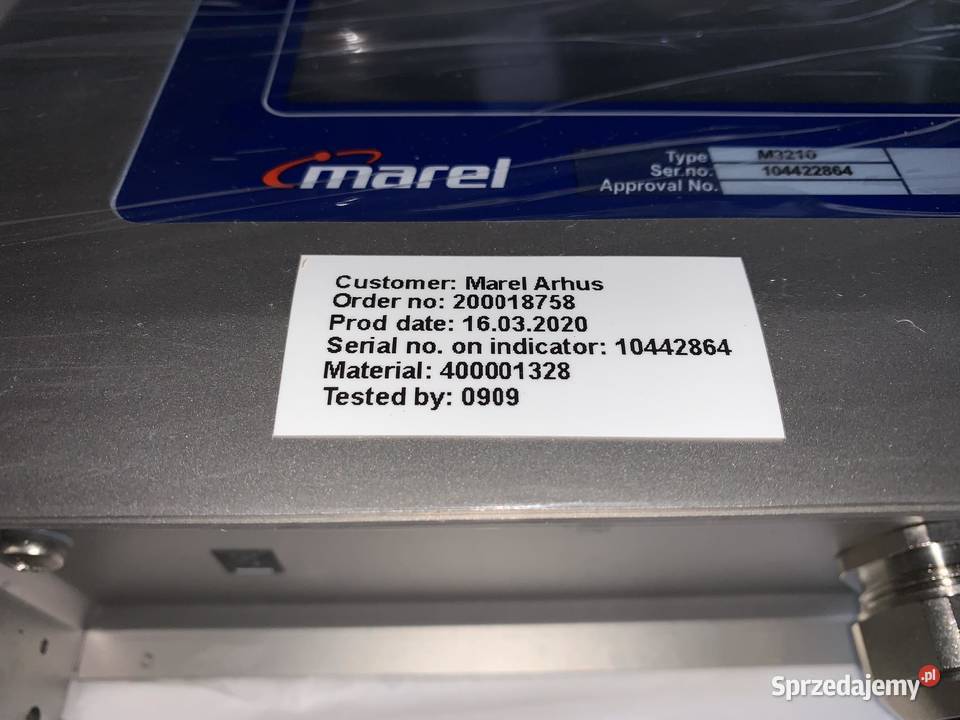 marel
Type M3210
Ser.no. 104422864
Approval No.
Customer: Marel Arhus
Order no: 200018758
Prod date: 16.03.2020
Serial no. on indicator: 10442864
Material: 400001328
Tested by: 0909
Sprzedajemy.pl